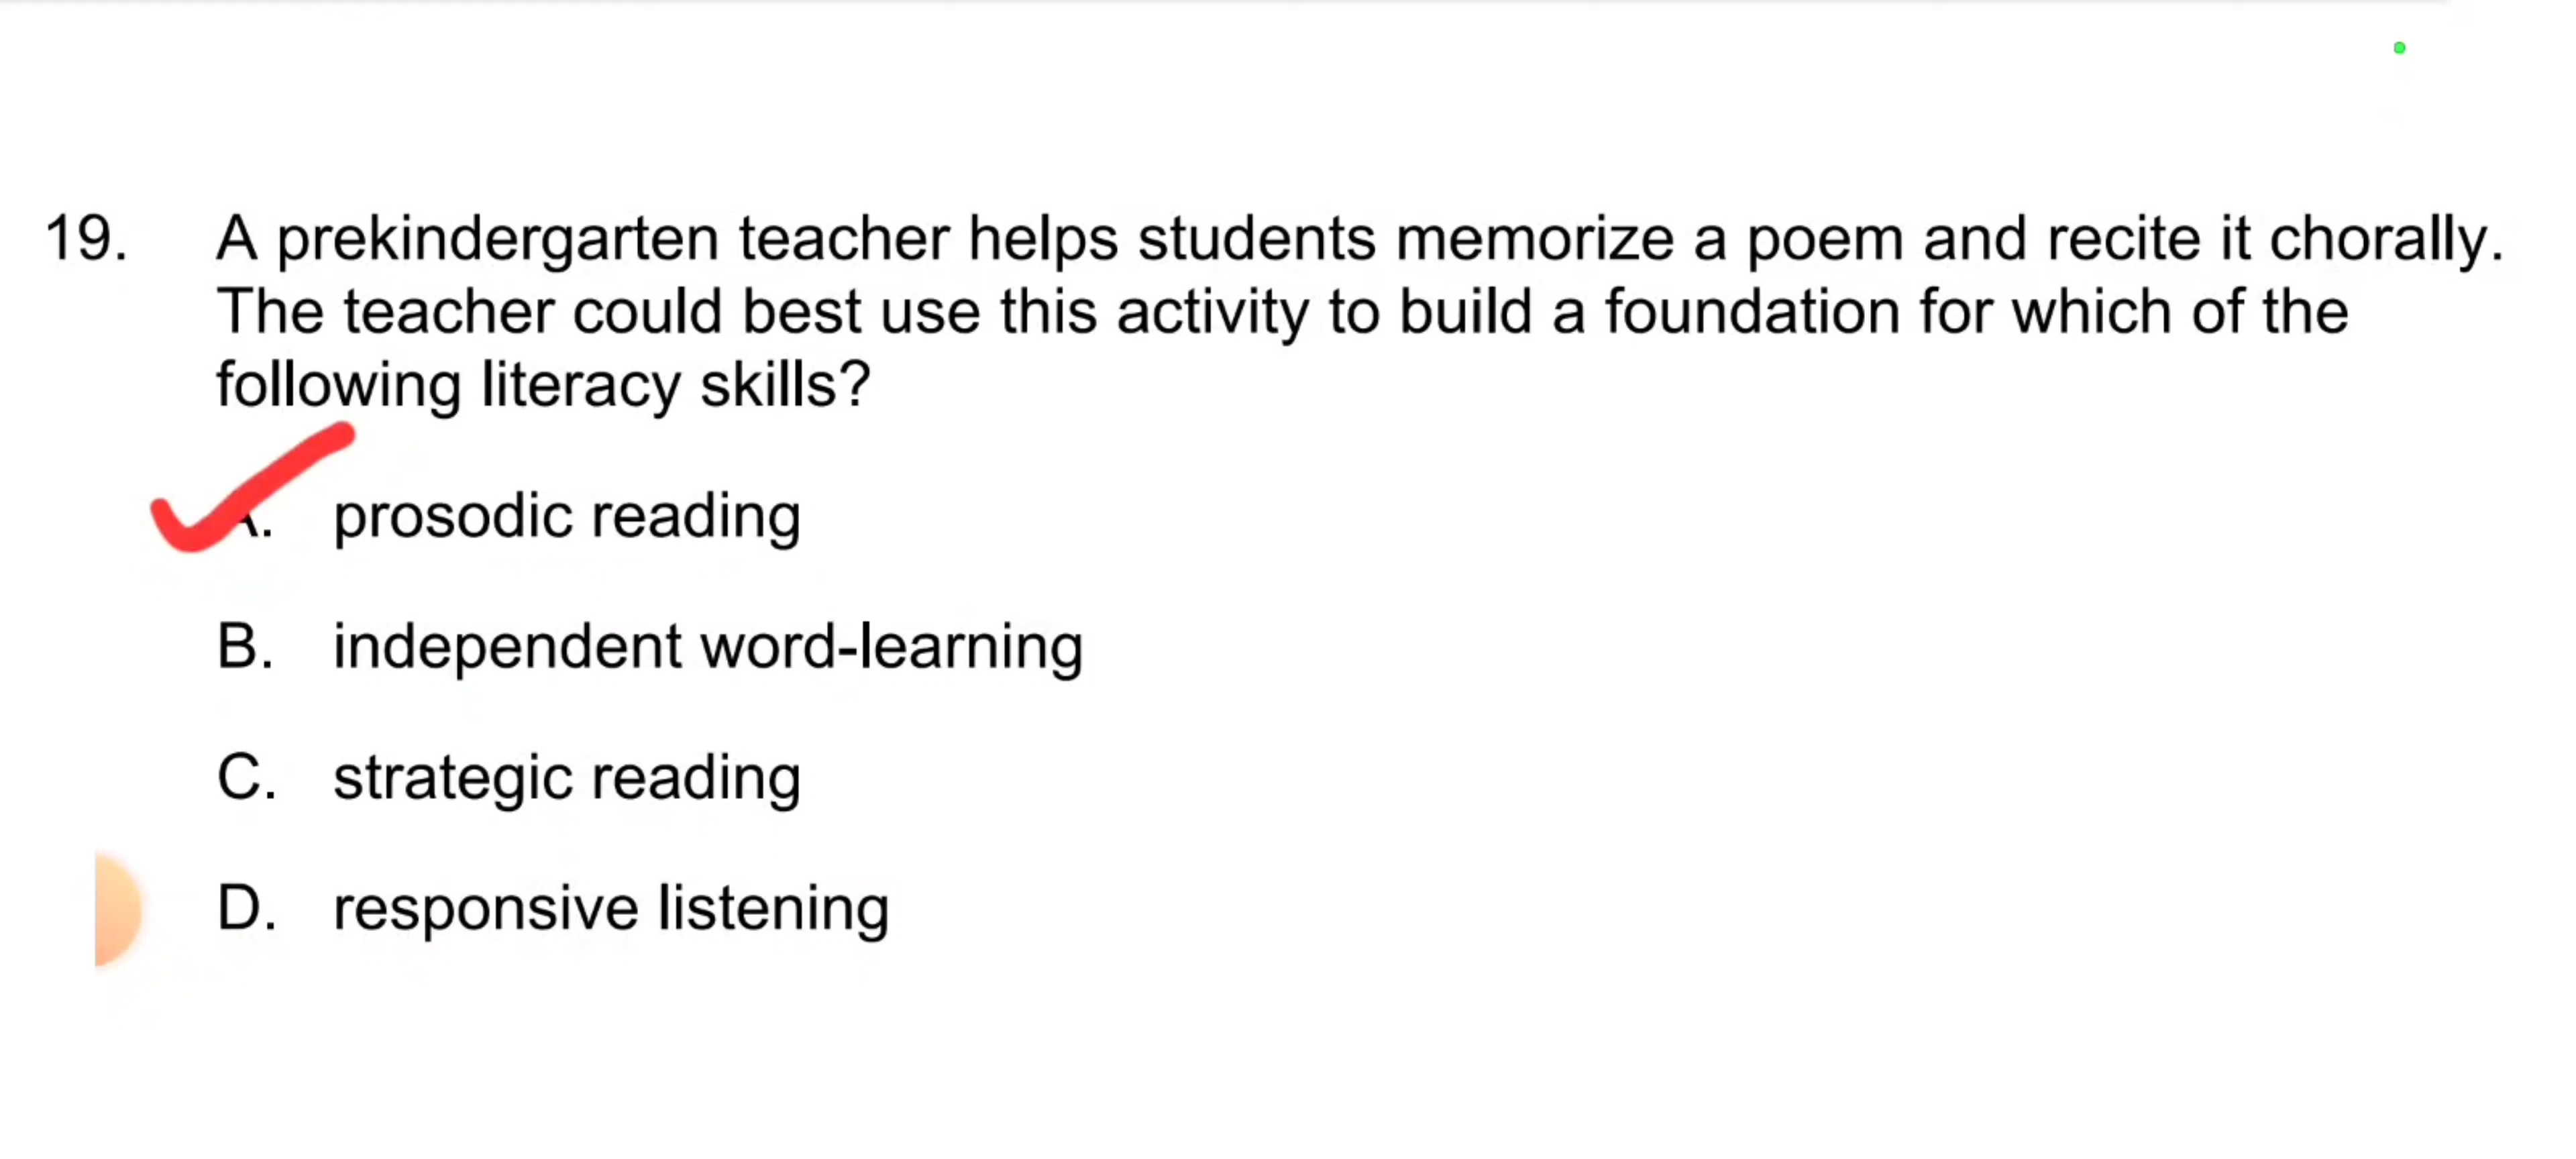 19. A prekindergarten teacher helps students memorize a poem and recite it chorally.
The teacher could best use this activity to build a foundation for which of the
following literacy skills?
A. prosodic reading
B. independent word-learning
C. strategic reading
D. responsive listening